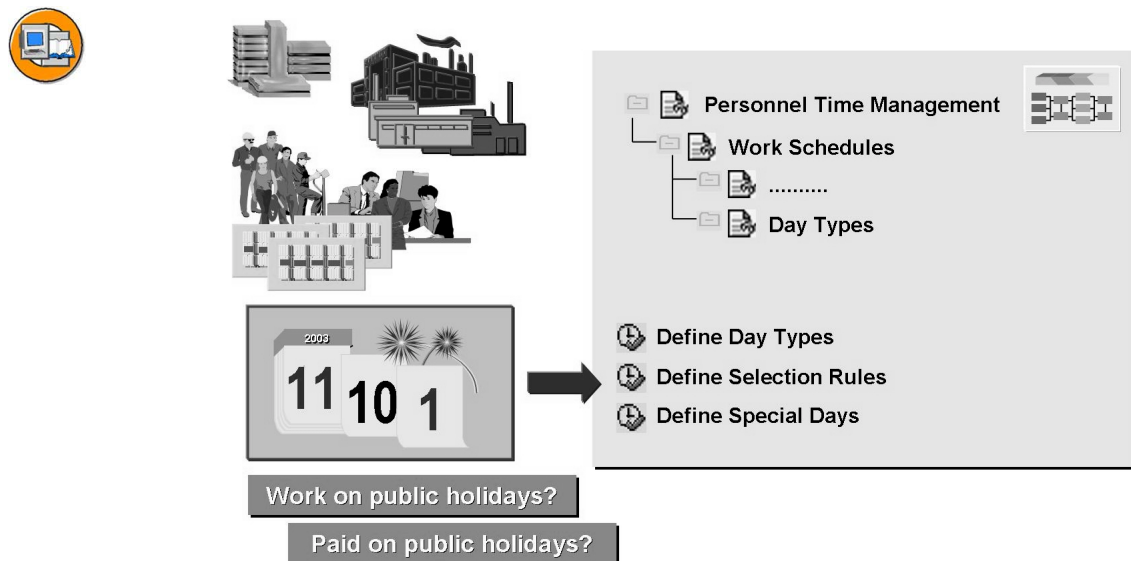 Personnel Time Management
Work Schedules
..........
Day Types
2003
11
10
1
Define Day Types
Define Selection Rules
Define Special Days
Work on public holidays?
Paid on public holidays?